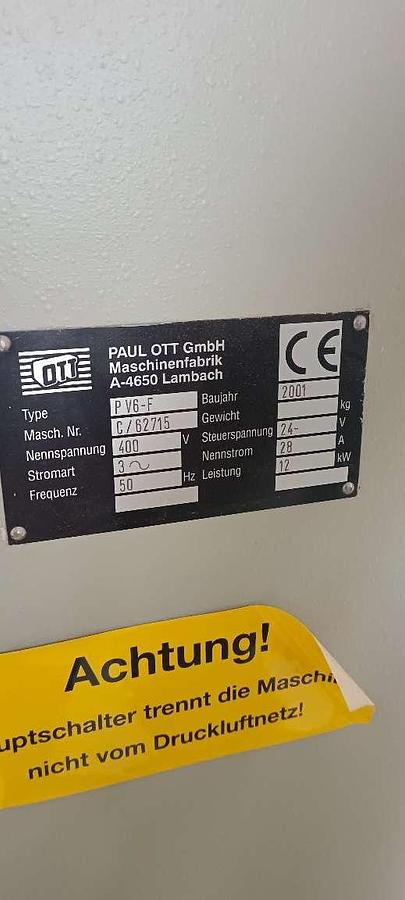 OTT
PAUL OTT GmbH
Maschinenfabrik
A-4650 Lambach
CE
Type P V6-F Baujahr 2001
Masch. Nr. C/62715 Gewicht kg
Nennspannung 400 V Steuerspannung 24- V
Stromart 3~ Nennstrom 28 A
Frequenz 50 Hz Leistung 12 kW
Achtung!
uptschalter trennt die Maschi
nicht vom Druckluftnetz!